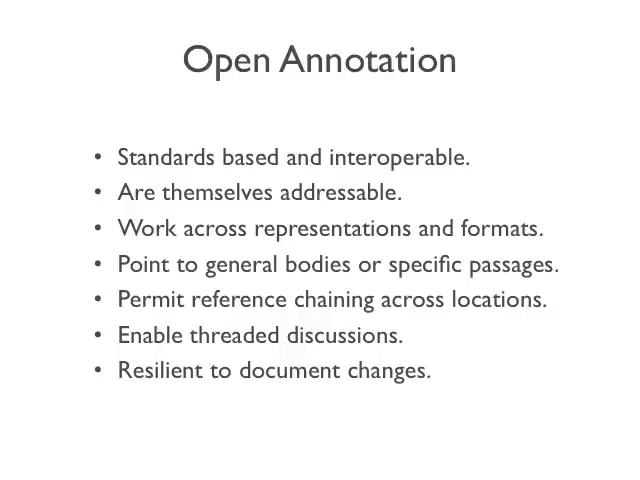 Open Annotation
• Standards based and interoperable.
• Are themselves addressable.
• Work across representations and formats.
• Point to general bodies or specific passages.
• Permit reference chaining across locations.
• Enable threaded discussions.
• Resilient to document changes.